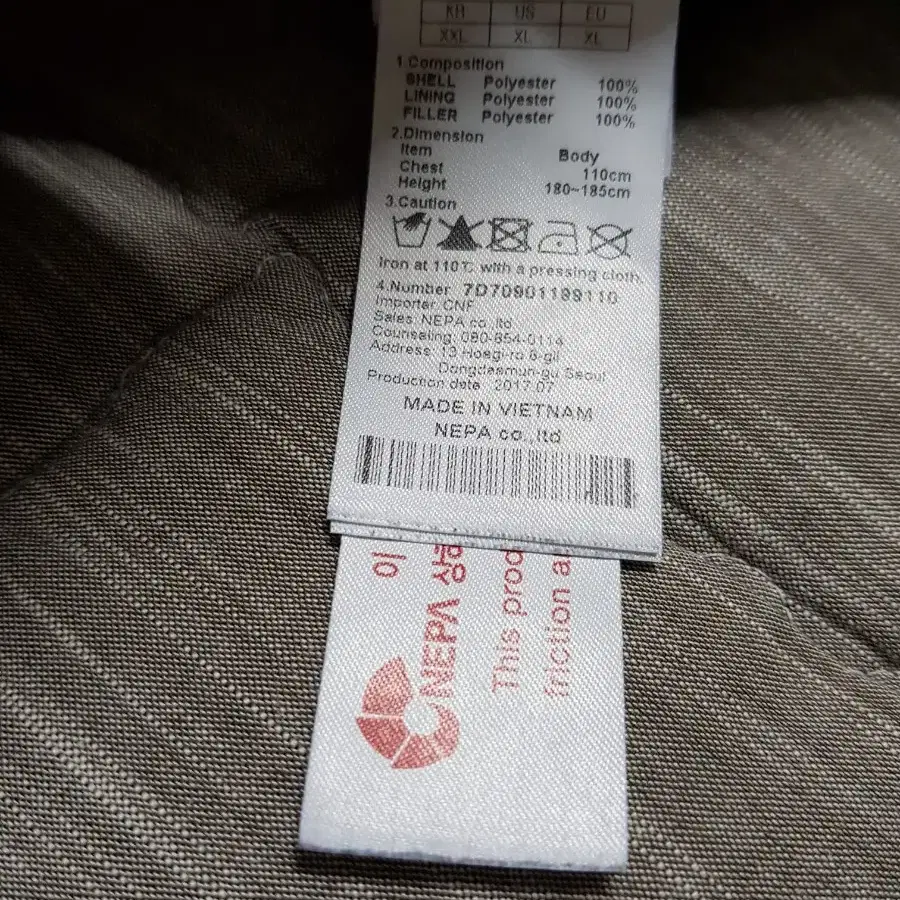 KR US EU
XXL XL XL
1.Composition
SHELL Polyester 100%
LINING Polyester 100%
FILLER Polyester 100%
2.Dimension
Item Body
Chest 110cm
Height 180~185cm
3.Caution
Iron at 110℃ with a pressing cloth.
4.Number 7D70901199110
Importer CNF
Sales: NEPA co.,ltd
Counseling: 080-854-0114
Address: 13 Hoegi-ro 8-gil
Dongdaemun-gu Seoul
Production date 2017.07
MADE IN VIETNAM
NEPA co.,ltd
이
NEPA
This prod
friction a